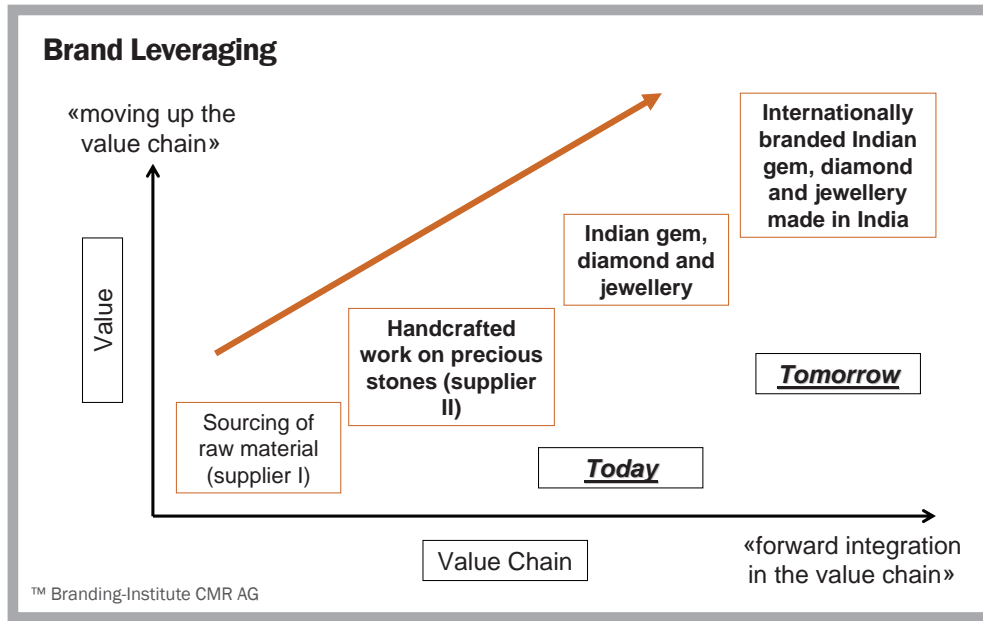 Brand Leveraging
«moving up the
value chain»
Internationally
branded Indian
gem, diamond
and jewellery
made in India
Indian gem,
diamond and
jewellery
Value
Handcrafted
work on precious
stones (supplier
II)
Tomorrow
Sourcing of
raw material
(supplier I)
Today
Value Chain
«forward integration
in the value chain»
™ Branding-Institute CMR AG